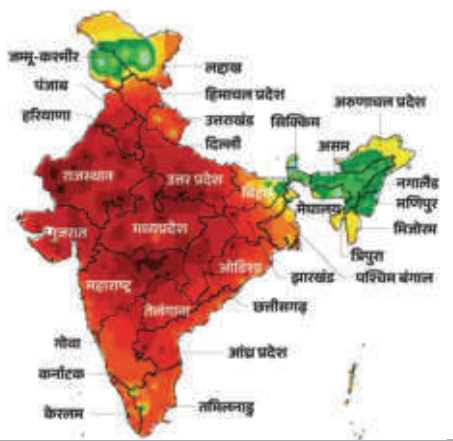 जम्मू-कश्मीर
लद्दाख
पंजाब
हिमाचल प्रदेश
अरुणाचल प्रदेश
हरियाणा
उत्तराखंड
सिक्किम
दिल्ली
असम
राजस्थान
उत्तर प्रदेश
बिहार
नगालैंड
मेघालय
मणिपुर
मिजोरम
गुजरात
मध्यप्रदेश
त्रिपुरा
ओडिशा
झारखंड
पश्चिम बंगाल
महाराष्ट्र
तेलंगाना
छत्तीसगढ़
गोवा
आंध्र प्रदेश
कर्नाटक
केरलम
तमिलनाडु